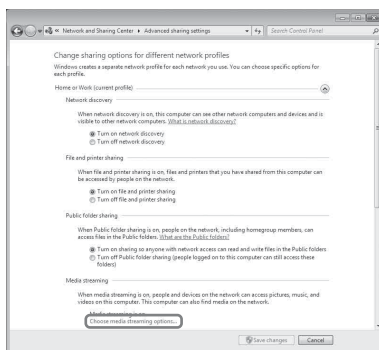 « Network and Sharing Center ▸ Advanced sharing settings
Search Control Panel
Change sharing options for different network profiles
Windows creates a separate network profile for each network you use. You can choose specific options for
each profile.
Home or Work (current profile)
Network discovery
When network discovery is on, this computer can see other network computers and devices and is
visible to other network computers. What is network discovery?
Turn on network discovery
Turn off network discovery
File and printer sharing
When file and printer sharing is on, files and printers that you have shared from this computer can
be accessed by people on the network.
Turn on file and printer sharing
Turn off file and printer sharing
Public folder sharing
When Public folder sharing is on, people on the network, including homegroup members, can
access files in the Public folders. What are the Public folders?
Turn on sharing so anyone with network access can read and write files in the Public folders
Turn off Public folder sharing (people logged on to this computer can still access these
folders)
Media streaming
When media streaming is on, people and devices on the network can access pictures, music, and
videos on this computer. This computer can also find media on the network.
Media streaming is on.
Choose media streaming options...
Save changes
Cancel